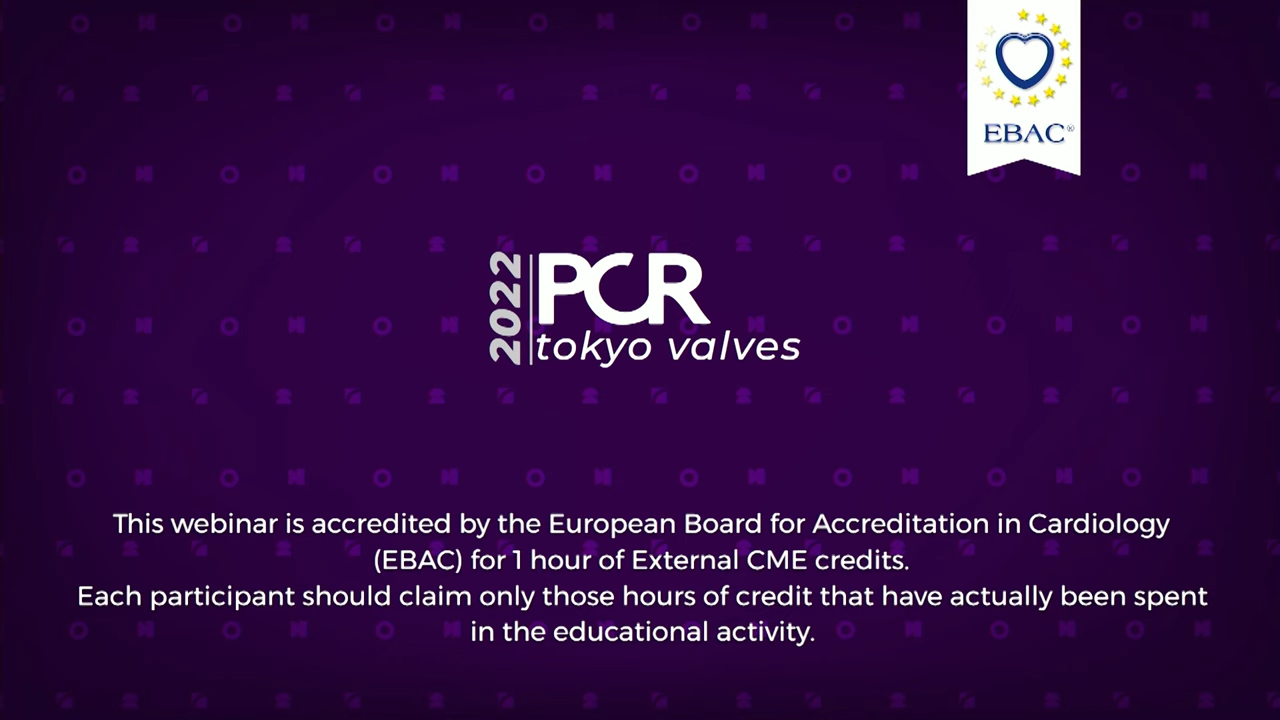 EBAC®
2022
PCR
tokyo valves
This webinar is accredited by the European Board for Accreditation in Cardiology
(EBAC) for 1 hour of External CME credits.
Each participant should claim only those hours of credit that have actually been spent
in the educational activity.